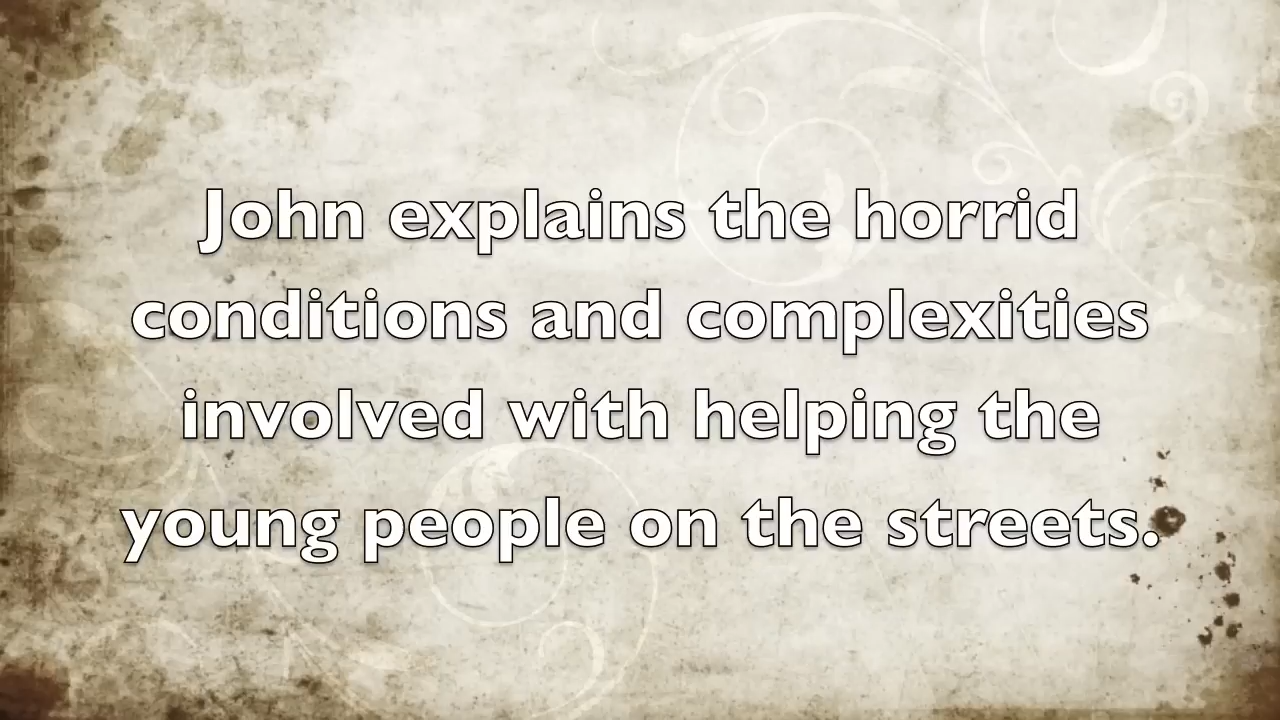 John explains the horrid
conditions and complexities
involved with helping the
young people on the streets.